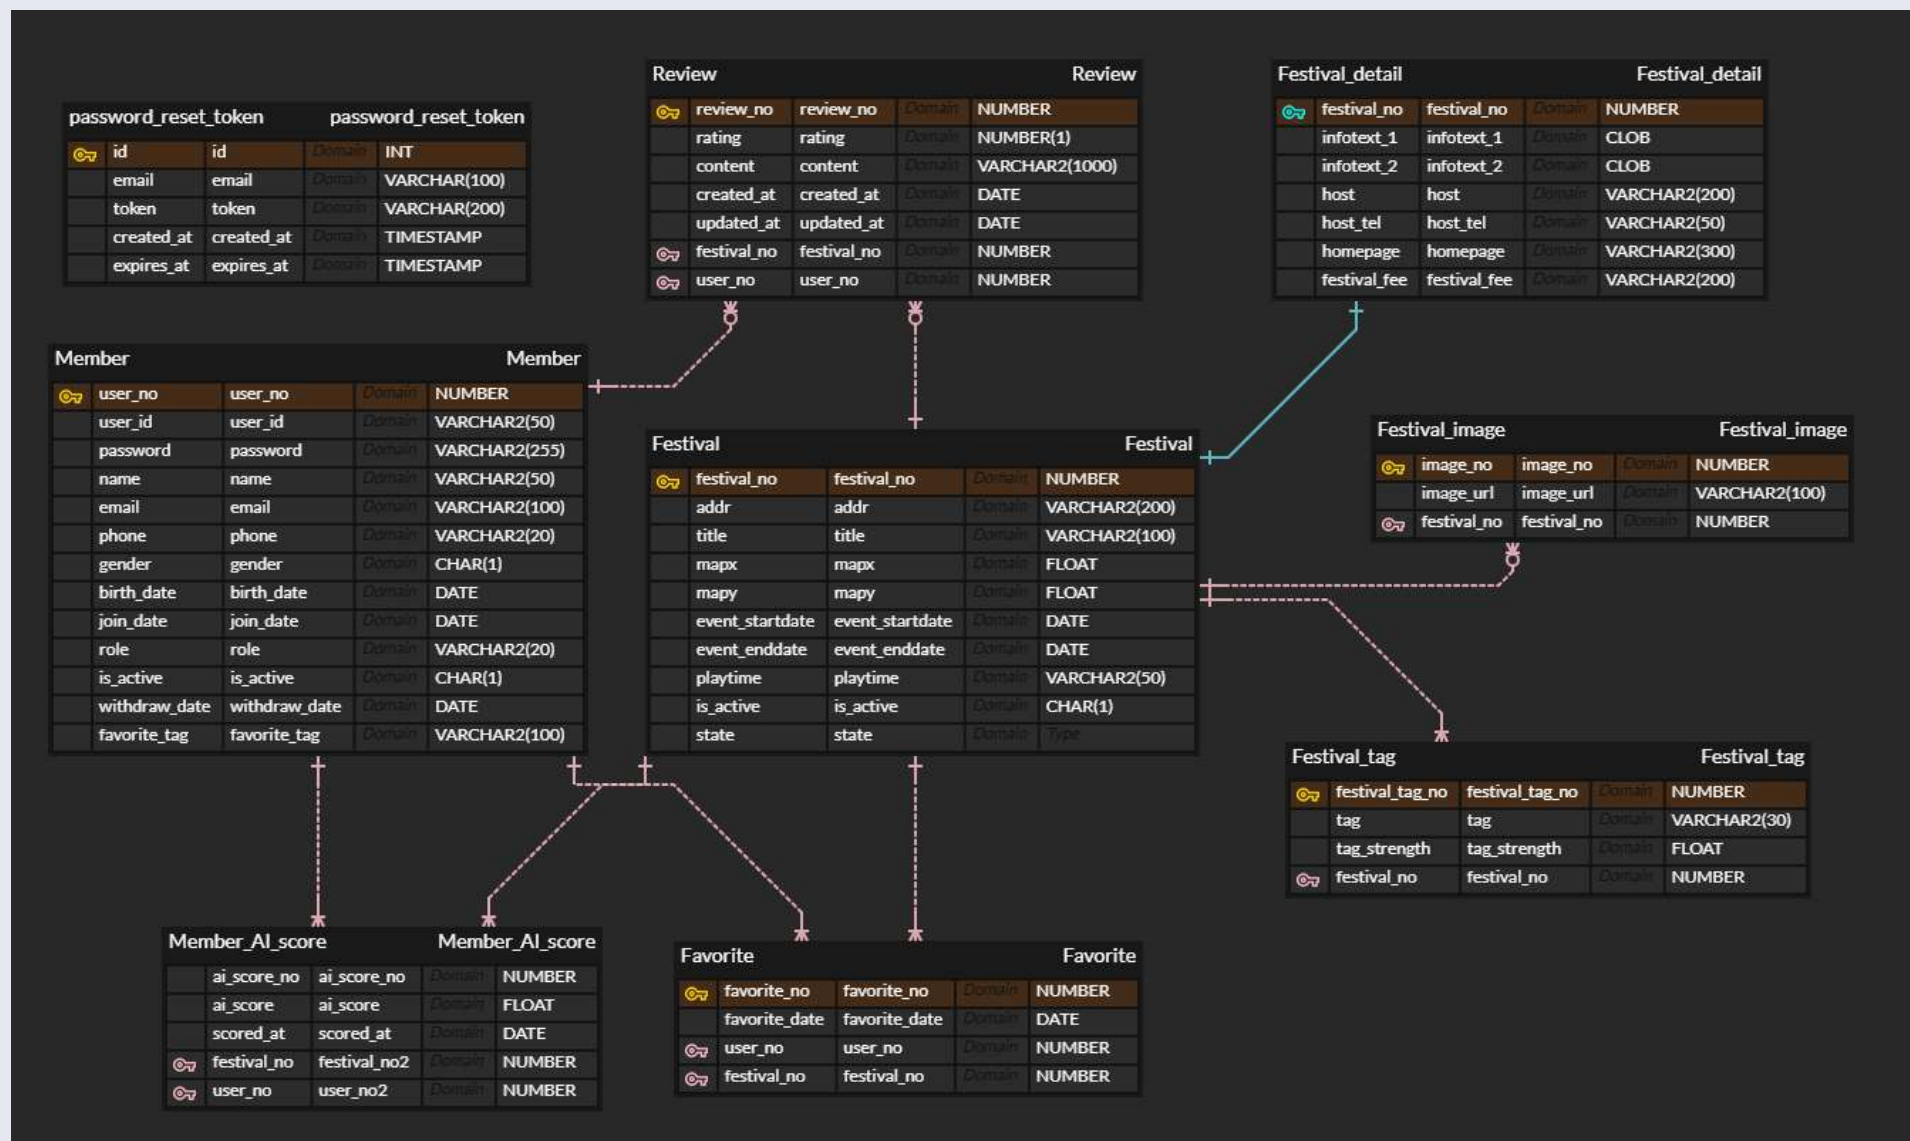 password_reset_token password_reset_token
id id Domain INT
email email Domain VARCHAR(100)
token token Domain VARCHAR(200)
created_at created_at Domain TIMESTAMP
expires_at expires_at Domain TIMESTAMP
Review Review
review_no review_no Domain NUMBER
rating rating Domain NUMBER(1)
content content Domain VARCHAR2(1000)
created_at created_at Domain DATE
updated_at updated_at Domain DATE
festival_no festival_no Domain NUMBER
user_no user_no Domain NUMBER
Festival_detail Festival_detail
festival_no festival_no Domain NUMBER
infotext_1 infotext_1 Domain CLOB
infotext_2 infotext_2 Domain CLOB
host host Domain VARCHAR2(200)
host_tel host_tel Domain VARCHAR2(50)
homepage homepage Domain VARCHAR2(300)
festival_fee festival_fee Domain VARCHAR2(200)
Member Member
user_no user_no Domain NUMBER
user_id user_id Domain VARCHAR2(50)
password password Domain VARCHAR2(255)
name name Domain VARCHAR2(50)
email email Domain VARCHAR2(100)
phone phone Domain VARCHAR2(20)
gender gender Domain CHAR(1)
birth_date birth_date Domain DATE
join_date join_date Domain DATE
role role Domain VARCHAR2(20)
is_active is_active Domain CHAR(1)
withdraw_date withdraw_date Domain DATE
favorite_tag favorite_tag Domain VARCHAR2(100)
Festival Festival
festival_no festival_no Domain NUMBER
addr addr Domain VARCHAR2(200)
title title Domain VARCHAR2(100)
mapx mapx Domain FLOAT
mapy mapy Domain FLOAT
event_startdate event_startdate Domain DATE
event_enddate event_enddate Domain DATE
playtime playtime Domain VARCHAR2(50)
is_active is_active Domain CHAR(1)
state state Domain Type
Festival_image Festival_image
image_no image_no Domain NUMBER
image_url image_url Domain VARCHAR2(100)
festival_no festival_no Domain NUMBER
Festival_tag Festival_tag
festival_tag_no festival_tag_no Domain NUMBER
tag tag Domain VARCHAR2(30)
tag_strength tag_strength Domain FLOAT
festival_no festival_no Domain NUMBER
Member_AI_score Member_AI_score
ai_score_no ai_score_no Domain NUMBER
ai_score ai_score Domain FLOAT
scored_at scored_at Domain DATE
festival_no festival_no2 Domain NUMBER
user_no user_no2 Domain NUMBER
Favorite Favorite
favorite_no favorite_no Domain NUMBER
favorite_date favorite_date Domain DATE
user_no user_no Domain NUMBER
festival_no festival_no Domain NUMBER